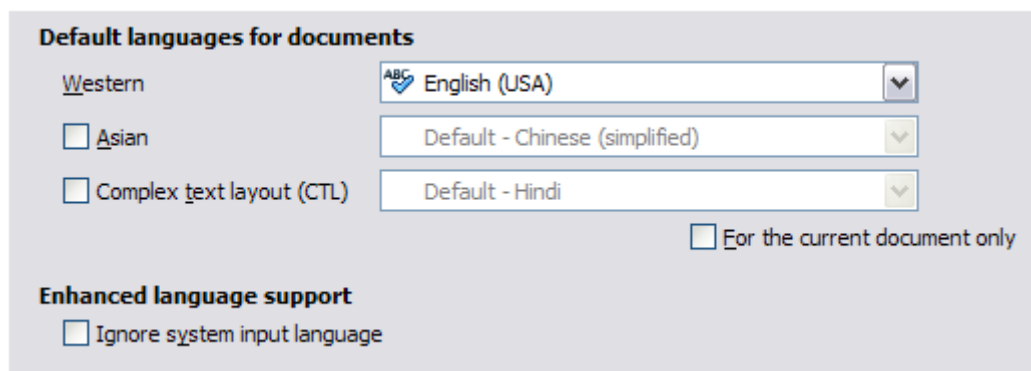 Default languages for documents
Western ABC English (USA)
Asian Default - Chinese (simplified)
Complex text layout (CTL) Default - Hindi
For the current document only
Enhanced language support
Ignore system input language